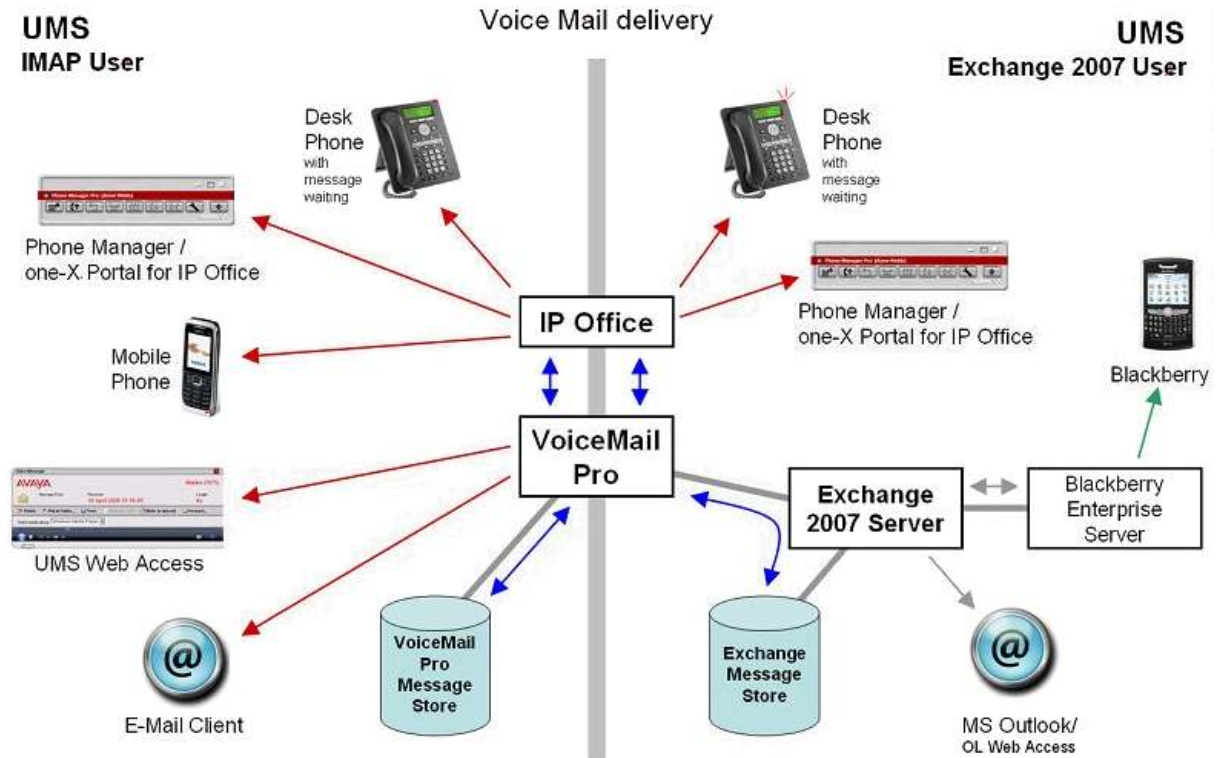 Voice Mail delivery
UMS
IMAP User
UMS
Exchange 2007 User
Desk
Phone
with
message
waiting
Desk
Phone
with
message
waiting
Phone Manager /
one-X Portal for IP Office
Phone Manager /
one-X Portal for IP Office
IP Office
Mobile
Phone
Blackberry
VoiceMail
Pro
AVAYA
UMS Web Access
Exchange
2007 Server
Blackberry
Enterprise
Server
VoiceMail
Pro
Message
Store
Exchange
Message
Store
E-Mail Client
MS Outlook/
OL Web Access